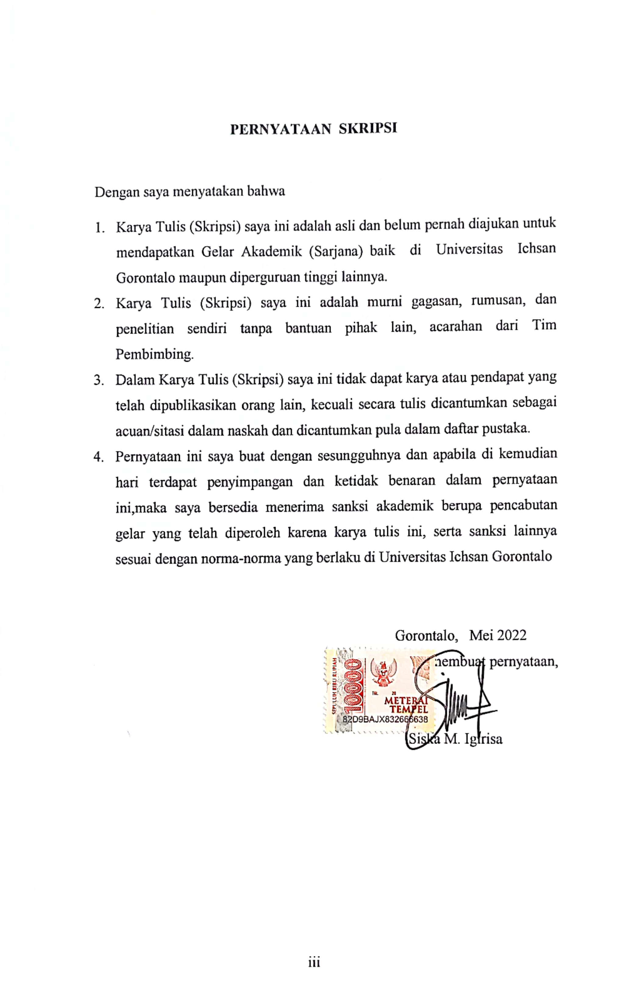 PERNYATAAN SKRIPSI
Dengan saya menyatakan bahwa
1. Karya Tulis (Skripsi) saya ini adalah asli dan belum pernah diajukan untuk
mendapatkan Gelar Akademik (Sarjana) baik di Universitas Ichsan
Gorontalo maupun diperguruan tinggi lainnya.
2. Karya Tulis (Skripsi) saya ini adalah murni gagasan, rumusan, dan
penelitian sendiri tanpa bantuan pihak lain, acarahan dari Tim
Pembimbing.
3. Dalam Karya Tulis (Skripsi) saya ini tidak dapat karya atau pendapat yang
telah dipublikasikan orang lain, kecuali secara tulis dicantumkan sebagai
acuan/sitasi dalam naskah dan dicantumkan pula dalam daftar pustaka.
4. Pernyataan ini saya buat dengan sesungguhnya dan apabila di kemudian
hari terdapat penyimpangan dan ketidak benaran dalam pernyataan
ini,maka saya bersedia menerima sanksi akademik berupa pencabutan
gelar yang telah diperoleh karena karya tulis ini, serta sanksi lainnya
sesuai dengan norma-norma yang berlaku di Universitas Ichsan Gorontalo
Gorontalo, Mei 2022
pernyataan,
SEPULUH RIBU RUPIAH
10000
TGL 20
METERAI
TEMPEL
82D9BAJX832666638
Siska M. Igirisa
iii